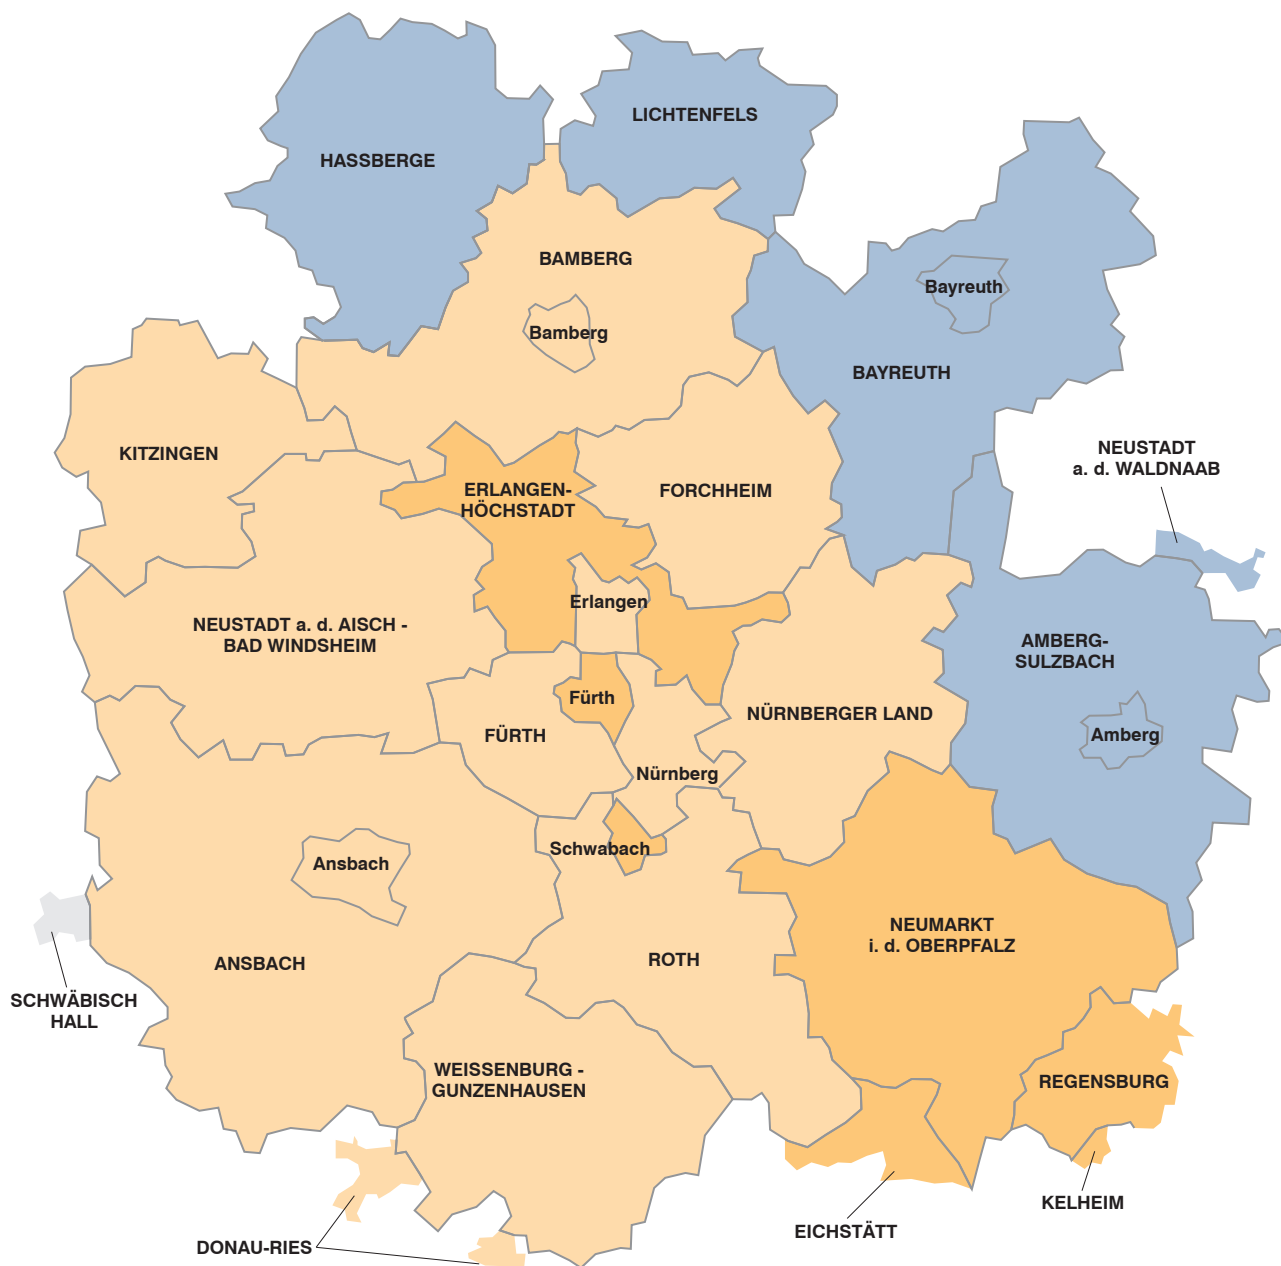 LICHTENFELS
HASSBERGE
BAMBERG
Bayreuth
Bamberg
BAYREUTH
KITZINGEN
NEUSTADT
a. d. WALDNAAB
ERLANGEN-
HÖCHSTADT
FORCHHEIM
Erlangen
NEUSTADT a. d. AISCH -
BAD WINDSHEIM
AMBERG-
SULZBACH
Fürth
NÜRNBERGER LAND
FÜRTH
Amberg
Nürnberg
Schwabach
Ansbach
NEUMARKT
i. d. OBERPFALZ
ANSBACH
ROTH
SCHWÄBISCH
HALL
WEISSENBURG -
GUNZENHAUSEN
REGENSBURG
KELHEIM
EICHSTÄTT
DONAU-RIES